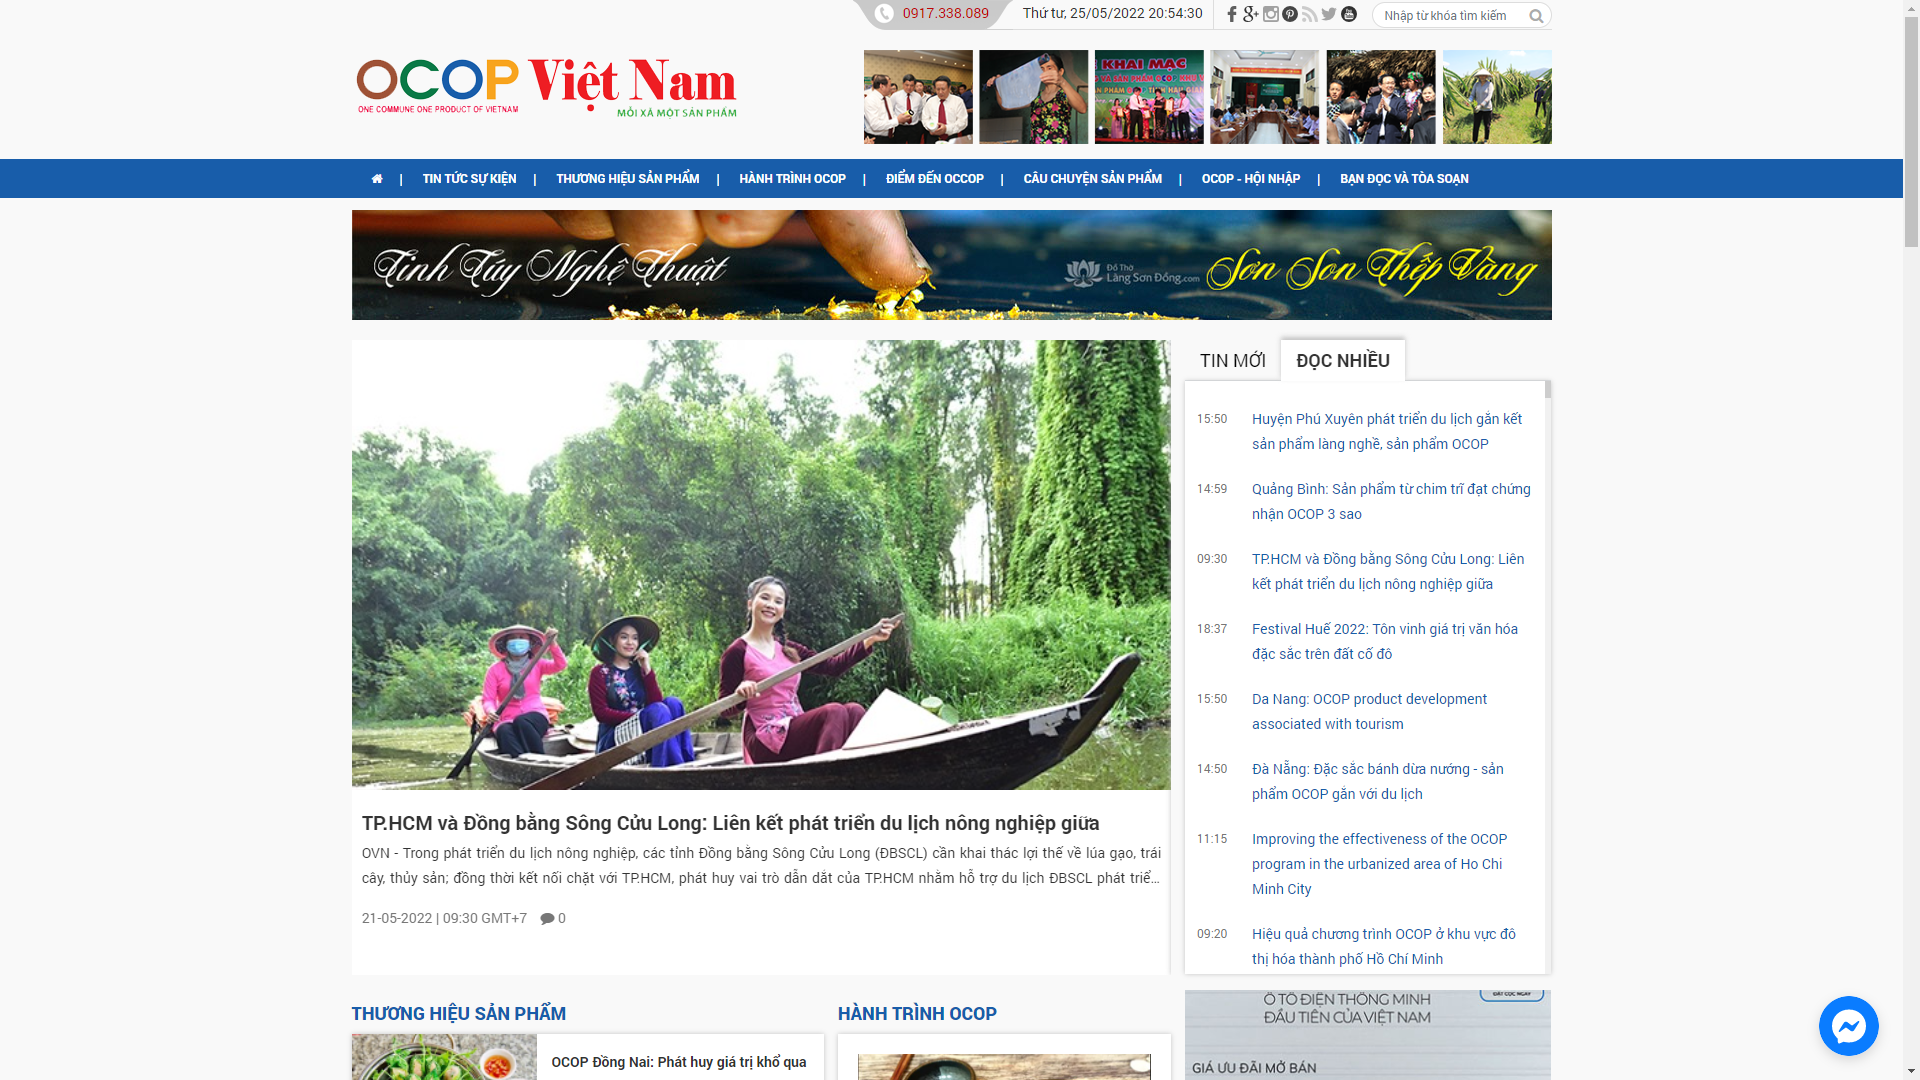 0917.338.089
Thứ tư, 25/05/2022 20:54:30
Nhập từ khóa tìm kiếm
OCOP Việt Nam
ONE COMMUNE ONE PRODUCT OF VIETNAM
MỖI XÃ MỘT SẢN PHẨM
KHAI MẠC
TIN TỨC SỰ KIỆN | THƯƠNG HIỆU SẢN PHẨM | HÀNH TRÌNH OCOP | ĐIỂM ĐẾN OCCOP | CÂU CHUYỆN SẢN PHẨM | OCOP - HỘI NHẬP | BẠN ĐỌC VÀ TÒA SOẠN
Tinh Túy Nghệ Thuật
Đồ Thờ
Làng Sơn Đồng.com
Sơn Son Thếp Vàng
TIN MỚI
ĐỌC NHIỀU
15:50 Huyện Phú Xuyên phát triển du lịch gắn kết
sản phẩm làng nghề, sản phẩm OCOP
14:59 Quảng Bình: Sản phẩm từ chim trĩ đạt chứng
nhận OCOP 3 sao
09:30 TP.HCM và Đồng bằng Sông Cửu Long: Liên
kết phát triển du lịch nông nghiệp giữa
18:37 Festival Huế 2022: Tôn vinh giá trị văn hóa
đặc sắc trên đất cố đô
15:50 Da Nang: OCOP product development
associated with tourism
14:50 Đà Nẵng: Đặc sắc bánh dừa nướng - sản
phẩm OCOP gắn với du lịch
11:15 Improving the effectiveness of the OCOP
program in the urbanized area of Ho Chi
Minh City
09:20 Hiệu quả chương trình OCOP ở khu vực đô
thị hóa thành phố Hồ Chí Minh
TP.HCM và Đồng bằng Sông Cửu Long: Liên kết phát triển du lịch nông nghiệp giữa
OVN - Trong phát triển du lịch nông nghiệp, các tỉnh Đồng bằng Sông Cửu Long (ĐBSCL) cần khai thác lợi thế về lúa gạo, trái
cây, thủy sản; đồng thời kết nối chặt với TP.HCM, phát huy vai trò dẫn dắt của TP.HCM nhằm hỗ trợ du lịch ĐBSCL phát triể...
21-05-2022 | 09:30 GMT+7 0
THƯƠNG HIỆU SẢN PHẨM
HÀNH TRÌNH OCOP
OCOP Đồng Nai: Phát huy giá trị khổ qua
ĐẶT CỌC NGAY
Ô TÔ ĐIỆN THÔNG MINH
ĐẦU TIÊN CỦA VIỆT NAM
GIÁ ƯU ĐÃI MỞ BÁN